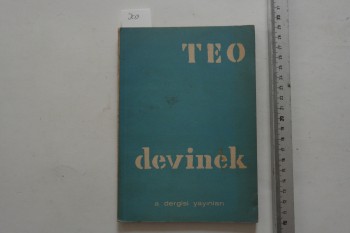 TEO
devinek
a dergisi yayınları